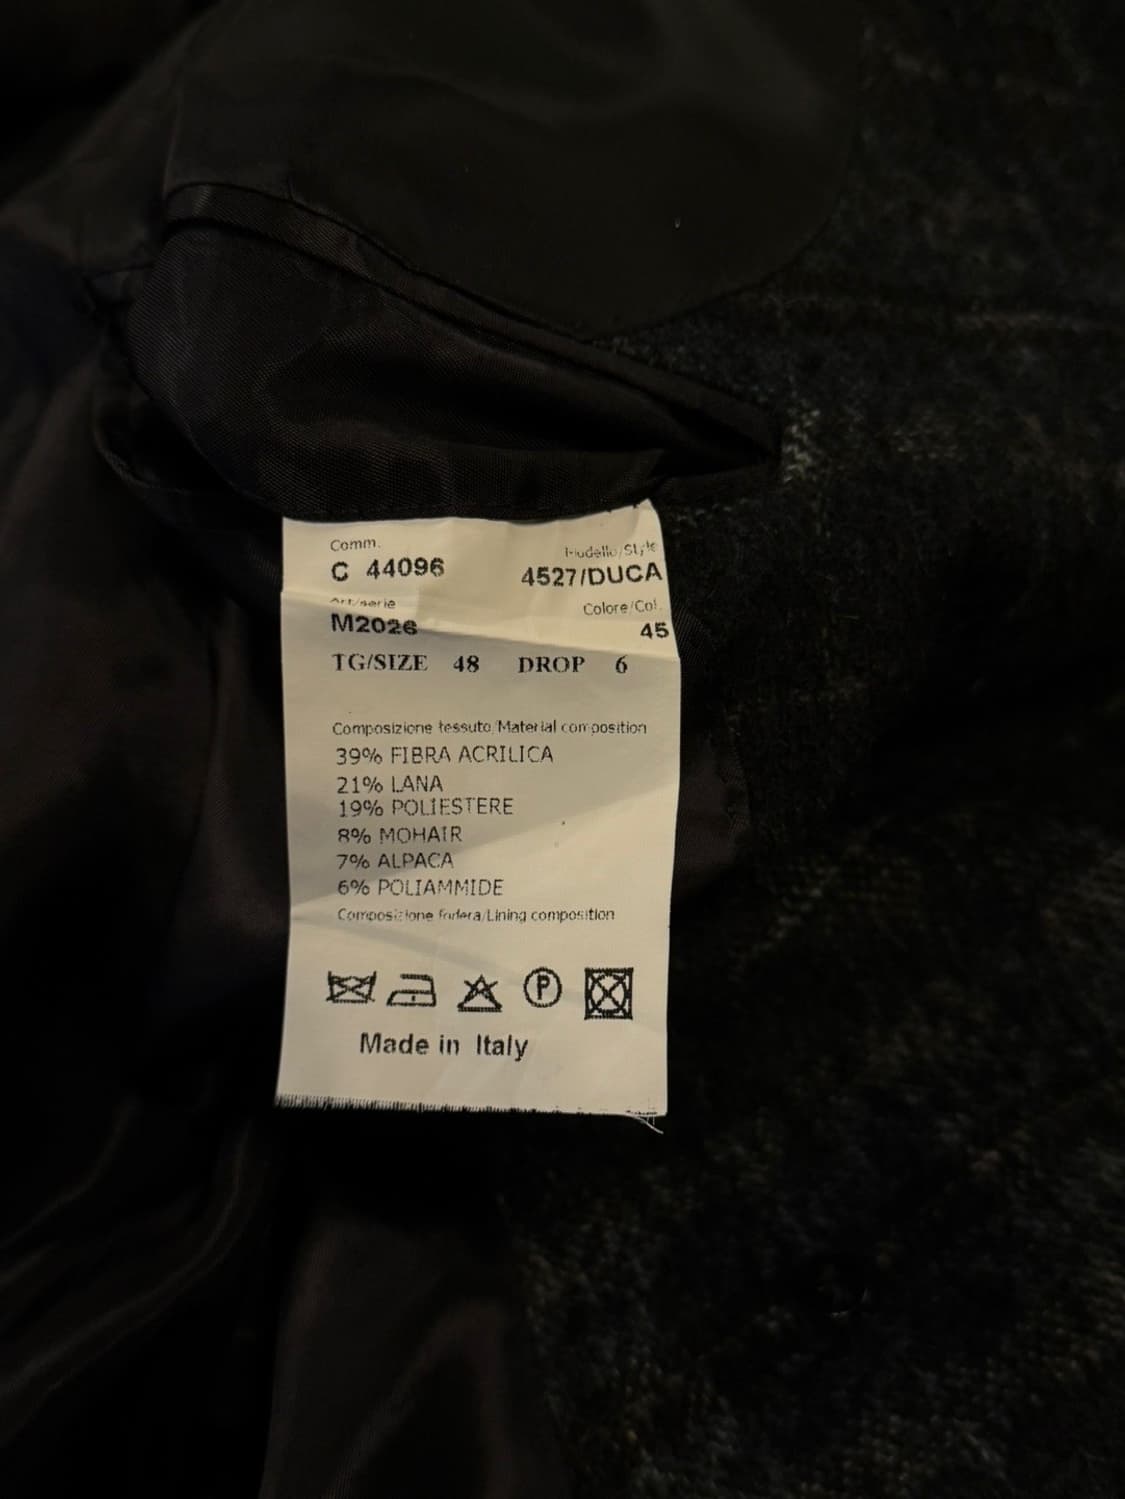 Comm. Modello/Style
C 44096 4527/DUCA
Art/serie Colore/Col.
M2026 45
TG/SIZE 48 DROP 6
Composizione tessuto/Material composition
39% FIBRA ACRILICA
21% LANA
19% POLIESTERE
8% MOHAIR
7% ALPACA
6% POLIAMMIDE
Composizione fodera/Lining composition
P
Made in Italy